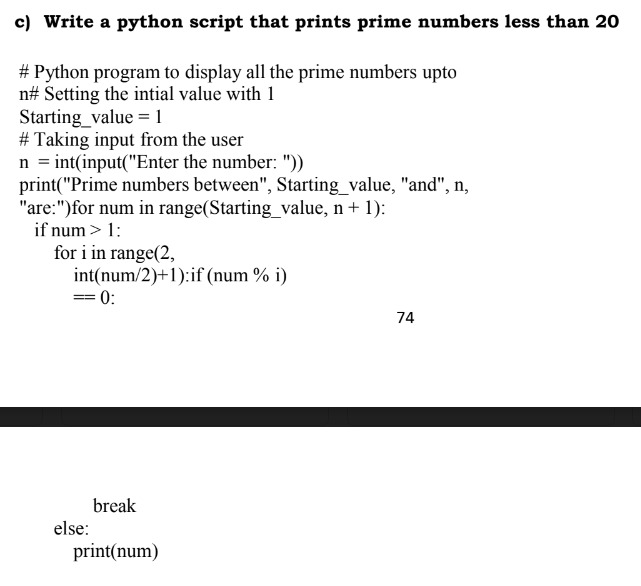 c) Write a python script that prints prime numbers less than 20
# Python program to display all the prime numbers upto
n# Setting the intial value with 1
Starting_value = 1
# Taking input from the user
n = int(input("Enter the number: "))
print("Prime numbers between", Starting_value, "and", n,
"are:")for num in range(Starting_value, n + 1):
if num > 1:
for i in range(2,
int(num/2)+1):if (num % i)
== 0:
74
break
else:
print(num)